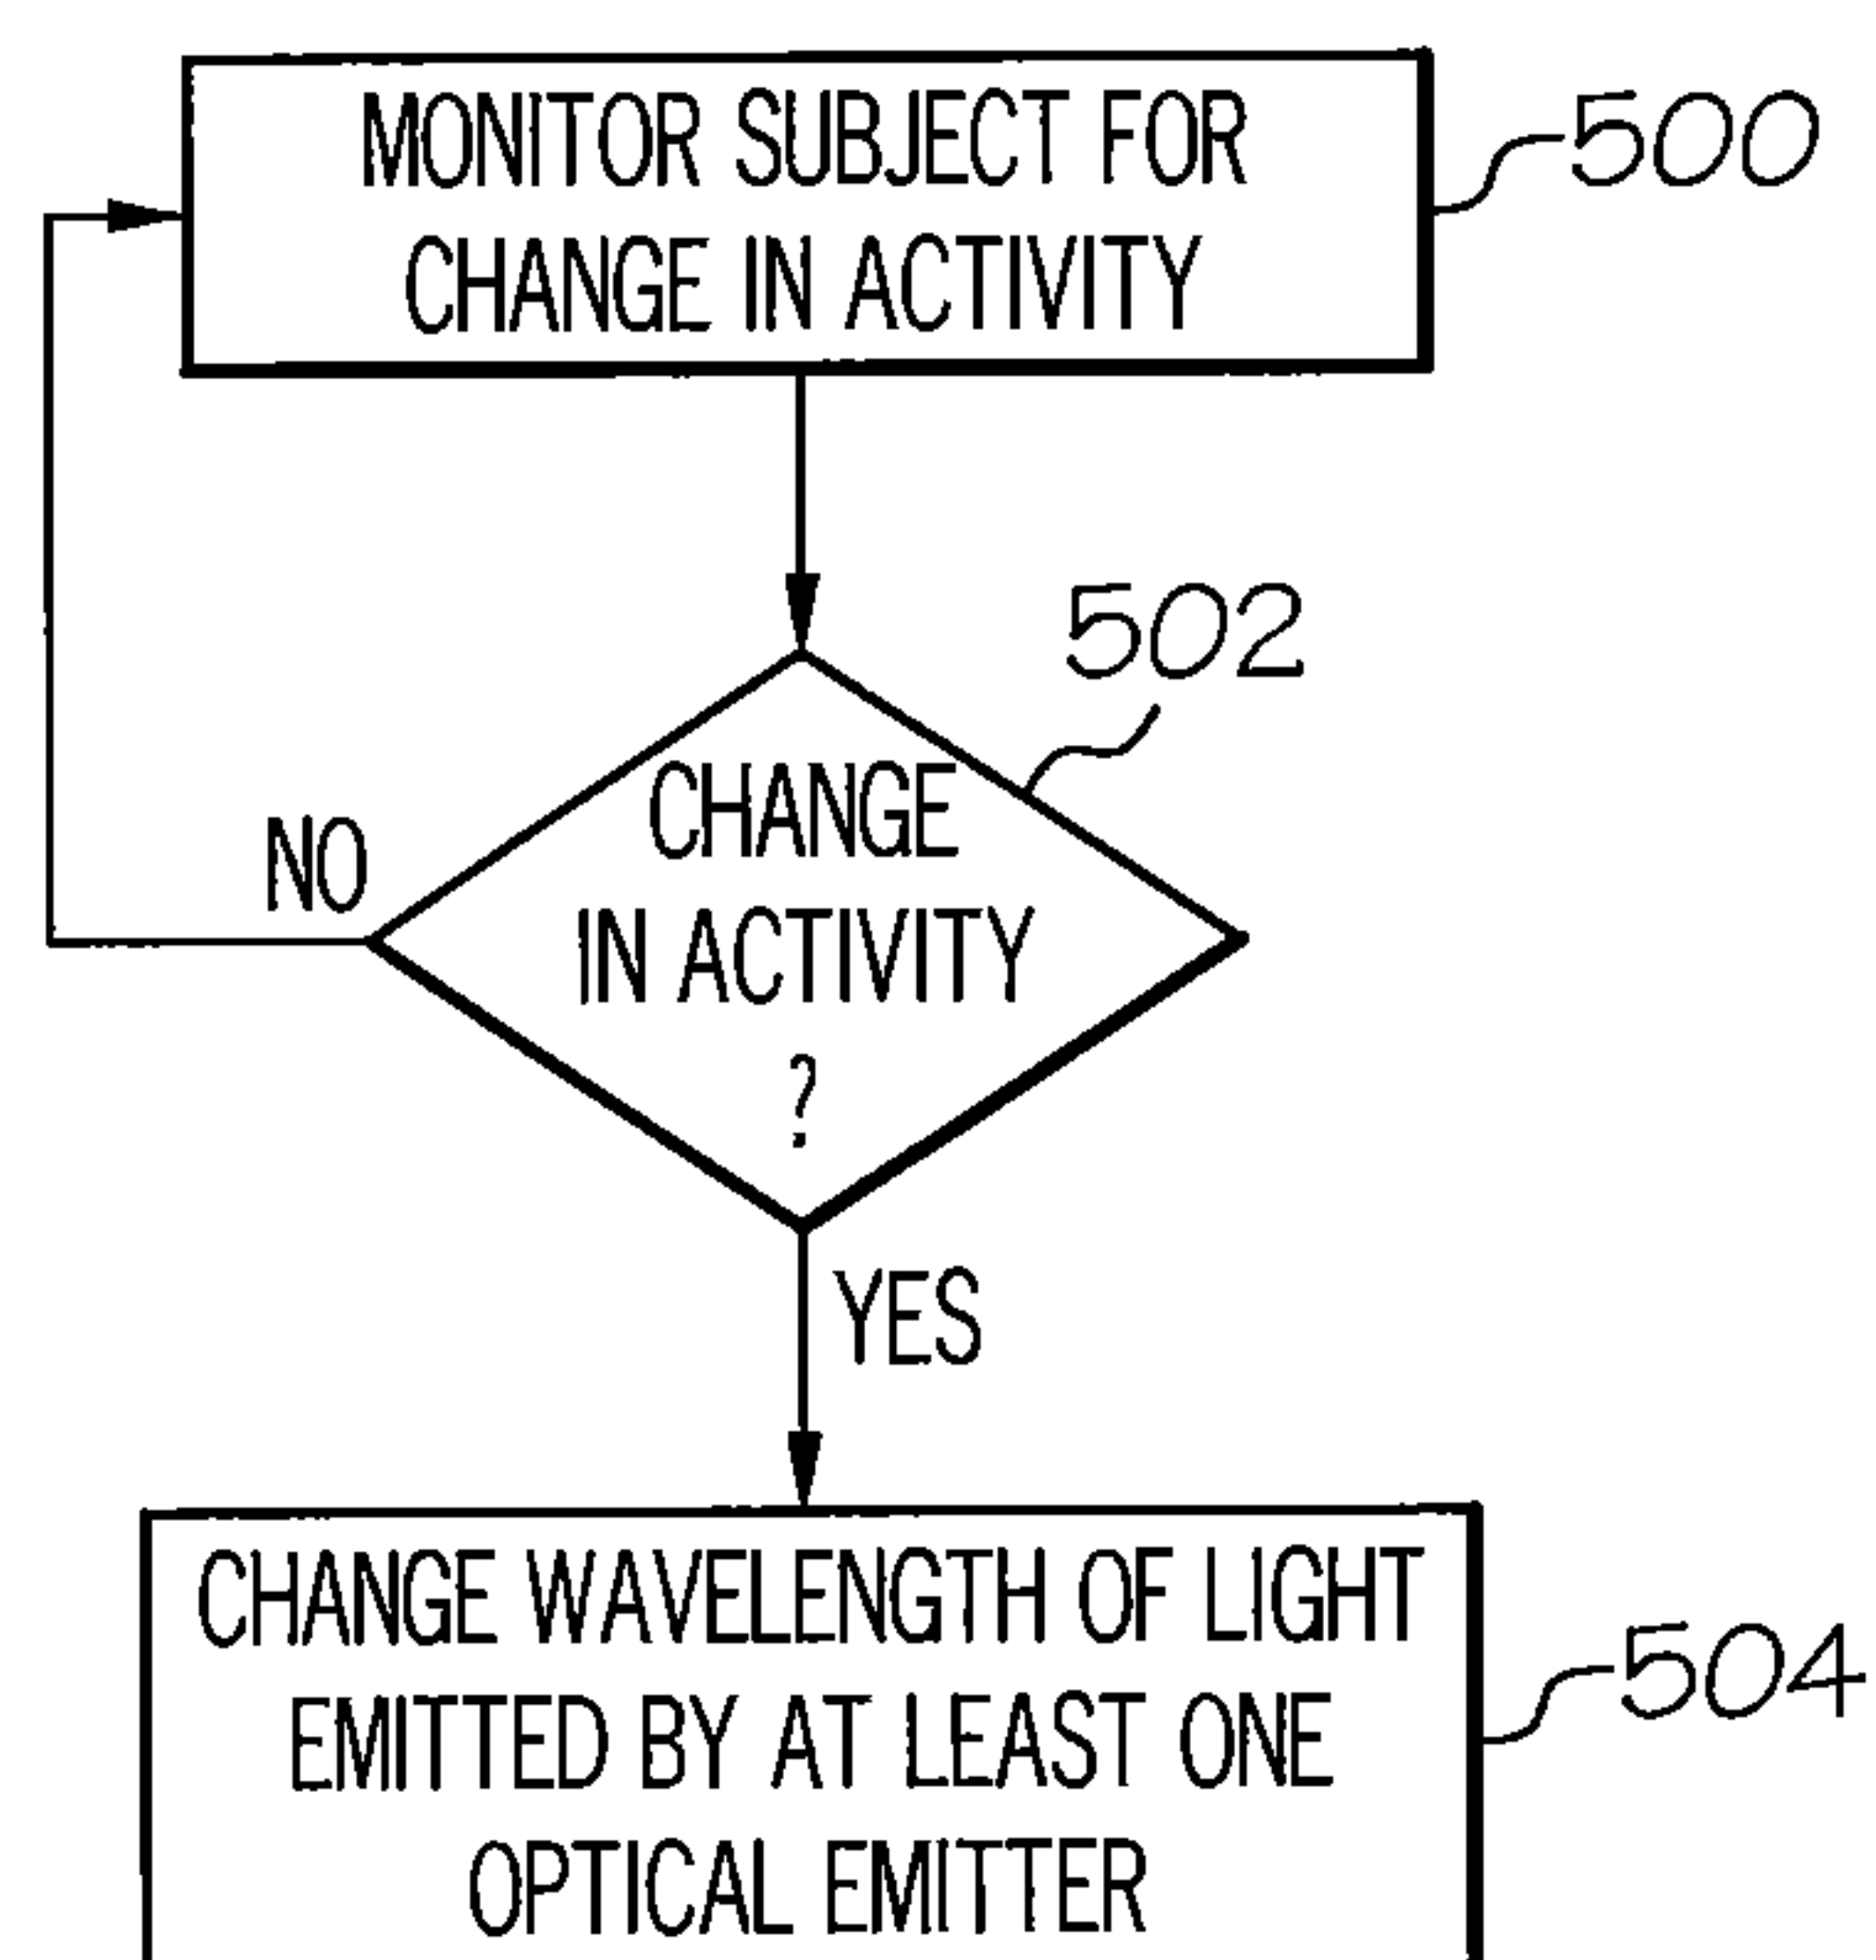 MONITOR SUBJECT FOR
CHANGE IN ACTIVITY
500
502
CHANGE
IN ACTIVITY
?
NO
YES
CHANGE WAVELENGTH OF LIGHT
EMITTED BY AT LEAST ONE
OPTICAL EMITTER
504